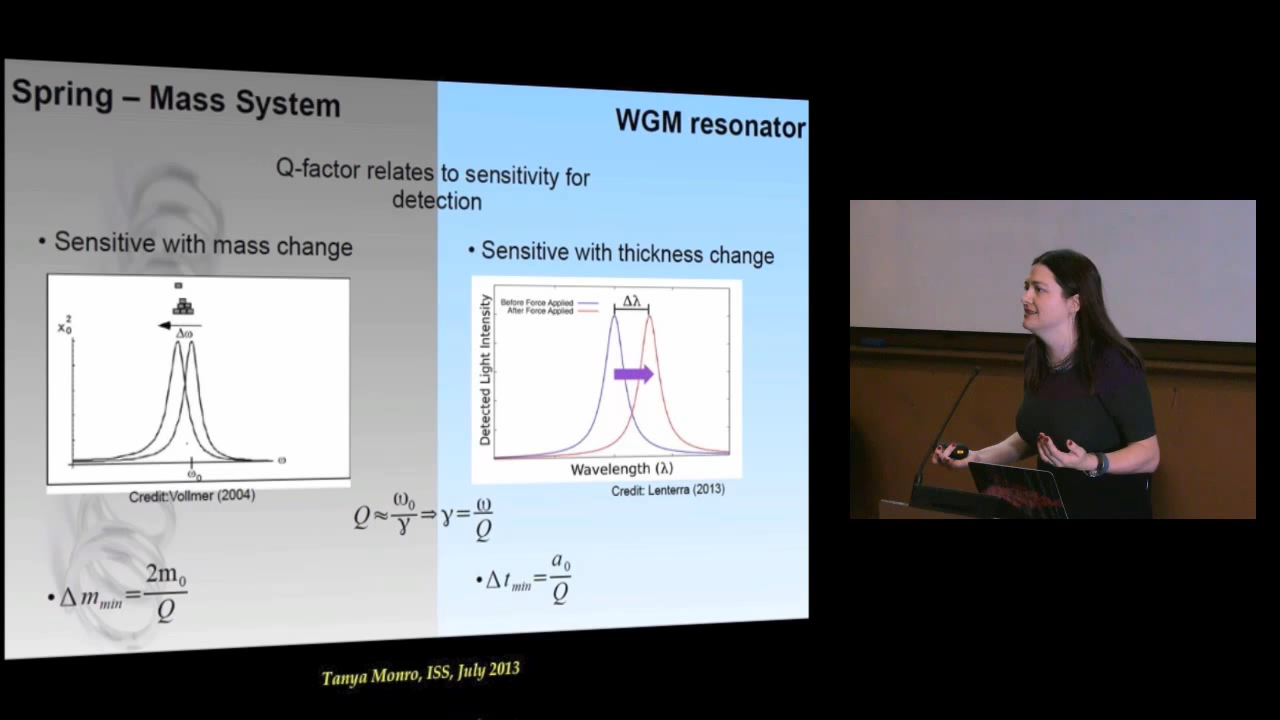 Spring – Mass System
WGM resonator
Q-factor relates to sensitivity for
detection
• Sensitive with mass change
• Sensitive with thickness change
x₀²
Δω
ω
ω₀
Credit:Vollmer (2004)
Detected Light Intensity
Before Force Applied
After Force Applied
Δλ
Wavelength (λ)
Credit: Lenterra (2013)
Q≈ω₀/γ⇒γ=ω/Q
• Δm_min=2m₀/Q
• Δt_min=a₀/Q
Tanya Monro, ISS, July 2013